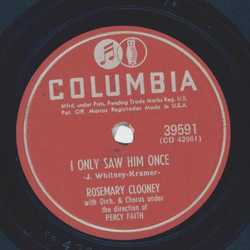 COLUMBIA
Mfrd. under Pats. Pending Trade Marks Reg. U.S.
Pat. Off. Marcas Registradas Made in U.S.A.
39591
(CO 42961)
I ONLY SAW HIM ONCE
-J. Whitney-Kramer-
ROSEMARY CLOONEY
with Orch. & Chorus under
the direction of
PERCY FAITH